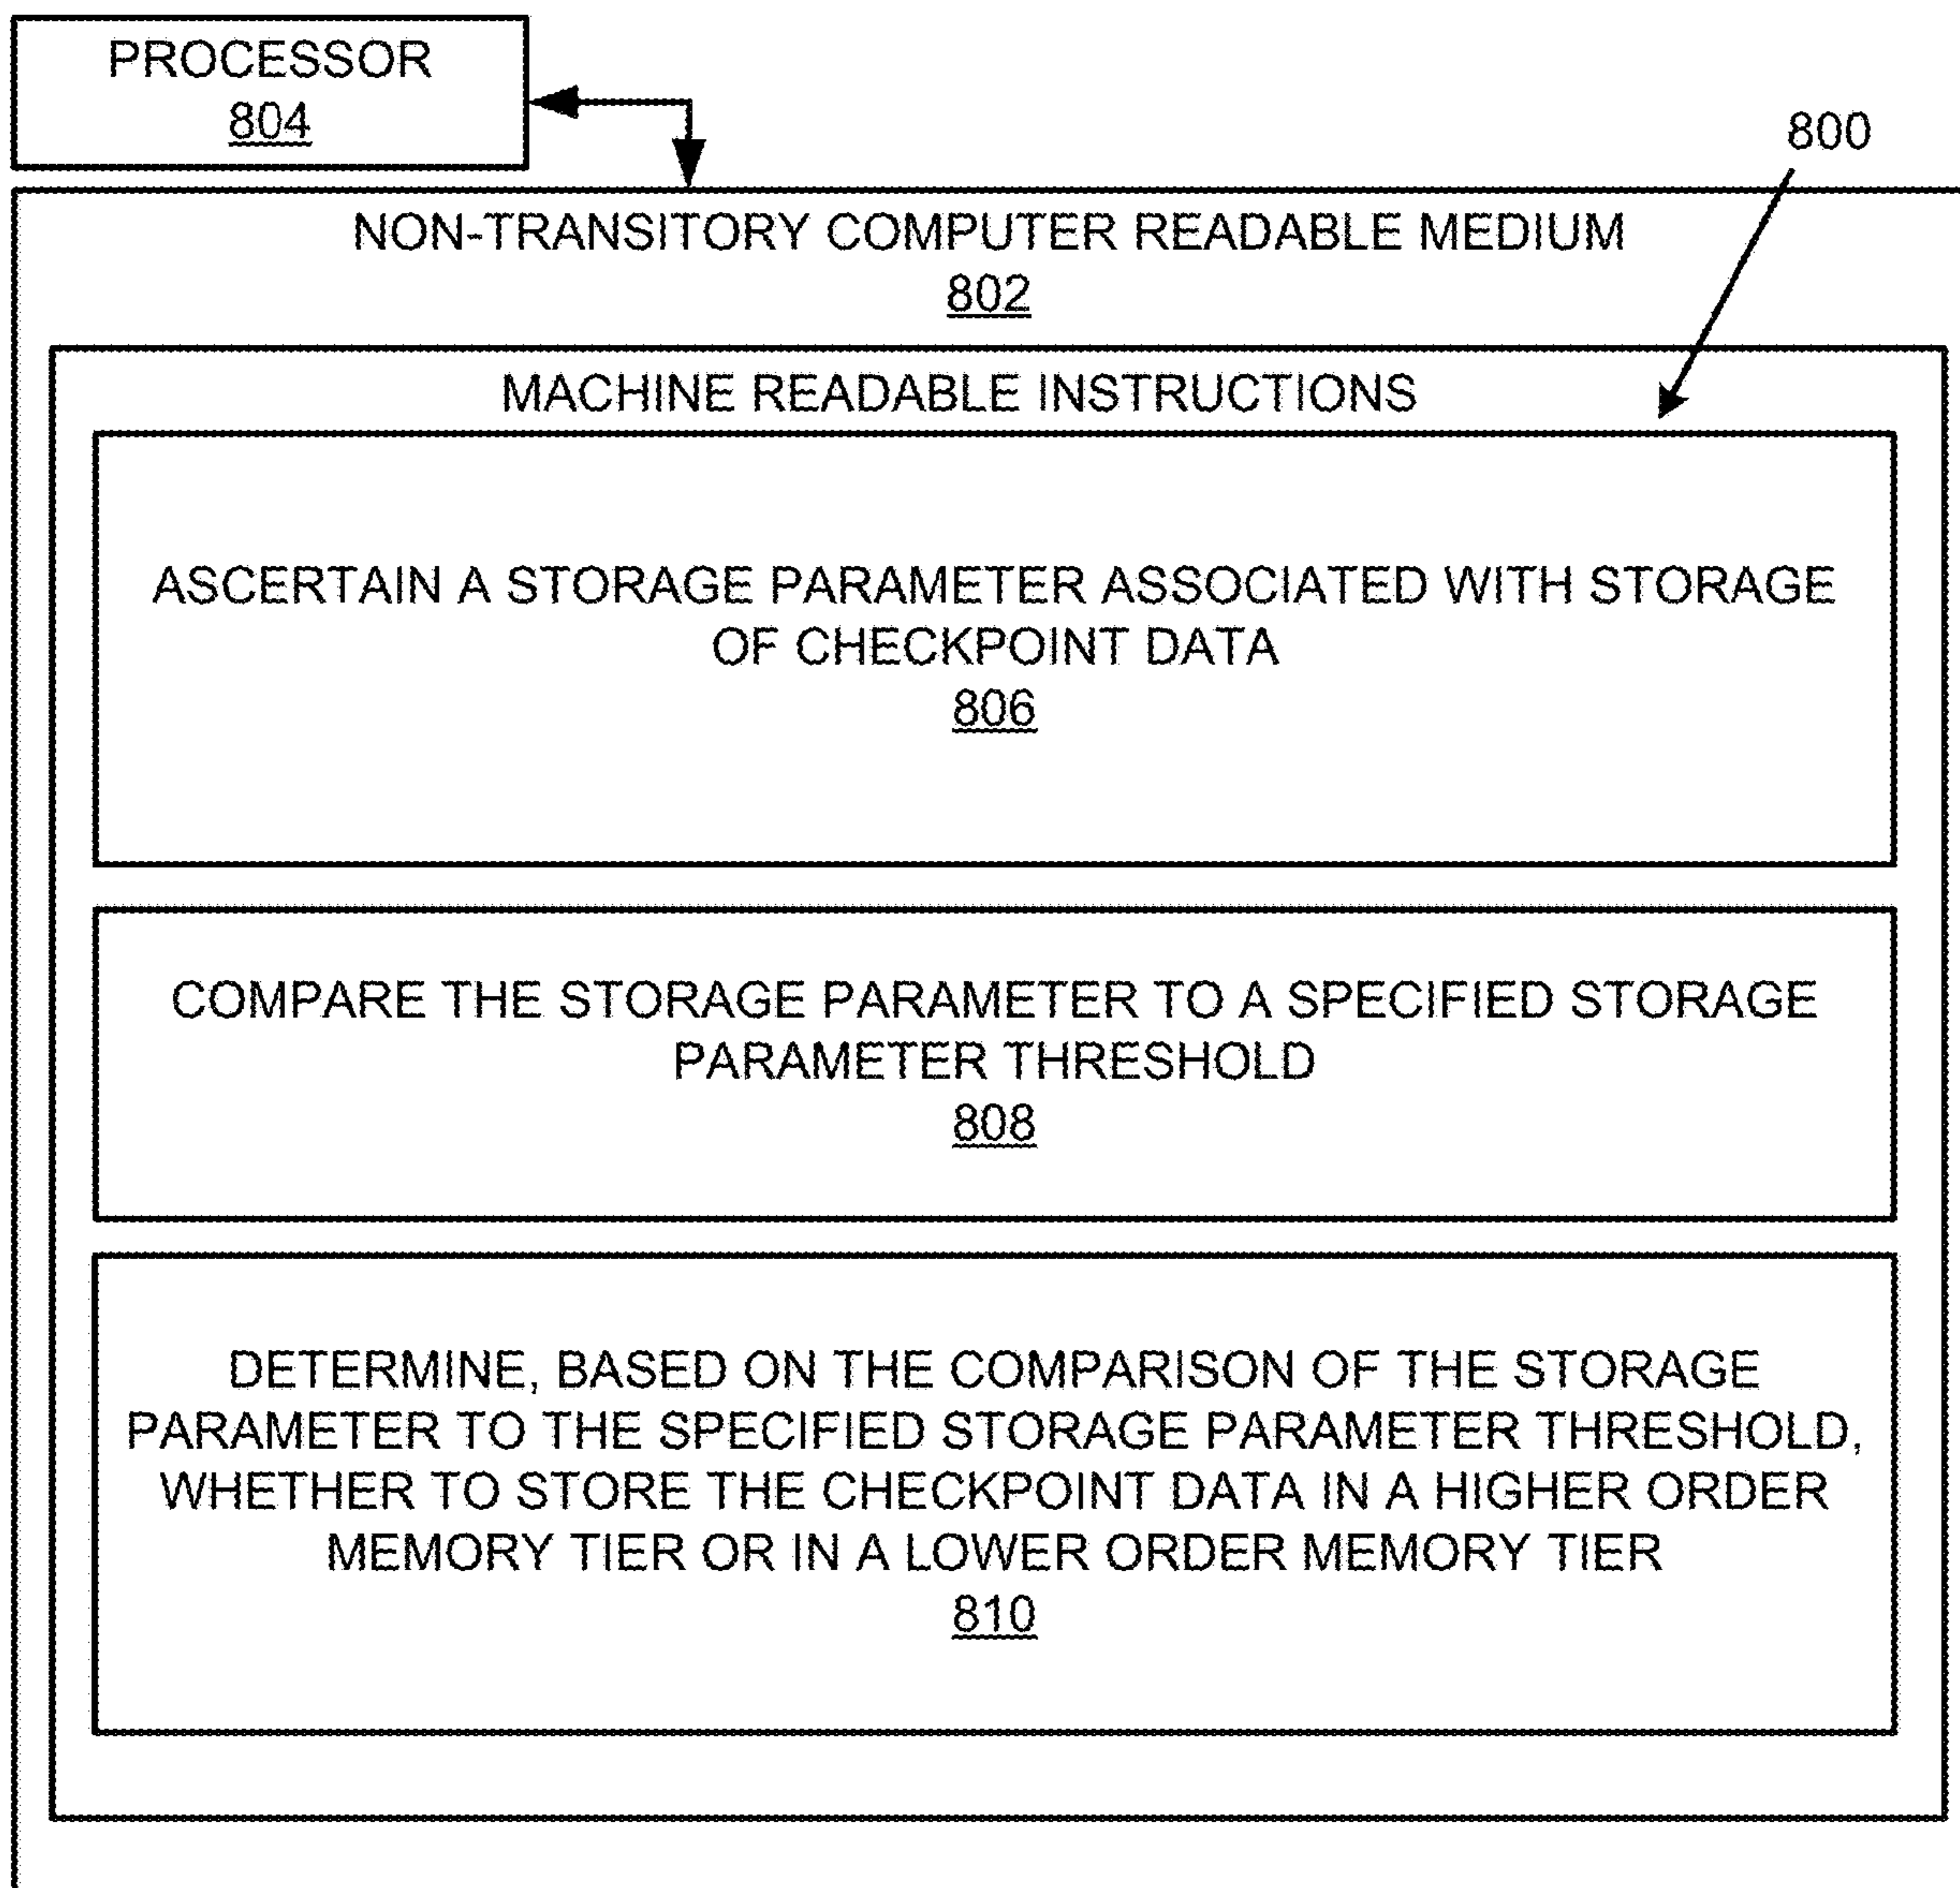 PROCESSOR
804
800
NON-TRANSITORY COMPUTER READABLE MEDIUM
802
MACHINE READABLE INSTRUCTIONS
ASCERTAIN A STORAGE PARAMETER ASSOCIATED WITH STORAGE
OF CHECKPOINT DATA
806
COMPARE THE STORAGE PARAMETER TO A SPECIFIED STORAGE
PARAMETER THRESHOLD
808
DETERMINE, BASED ON THE COMPARISON OF THE STORAGE
PARAMETER TO THE SPECIFIED STORAGE PARAMETER THRESHOLD,
WHETHER TO STORE THE CHECKPOINT DATA IN A HIGHER ORDER
MEMORY TIER OR IN A LOWER ORDER MEMORY TIER
810